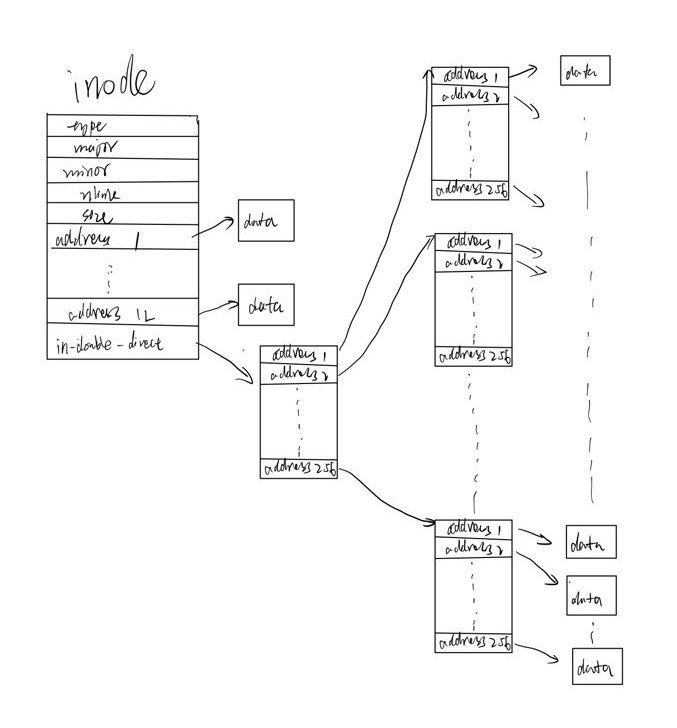 inode
type
major
minor
nlink
size
address 1
address 12
in-double-direct
data
data
address 1
address 2
address 256
address 1
address 2
address 256
data
address 1
address 2
address 256
address 1
address 2
address 256
data
data
data